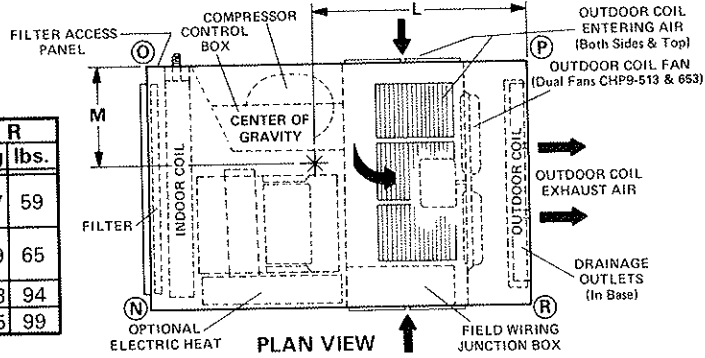 COMPRESSOR
CONTROL
BOX
L
OUTDOOR COIL
ENTERING AIR
(Both Sides & Top)
FILTER ACCESS
PANEL
O
P
OUTDOOR COIL FAN
(Dual Fans CHP9-513 & 653)
M
CENTER OF
GRAVITY
R
lbs.
59
65
94
99
INDOOR COIL
OUTDOOR COIL
OUTDOOR COIL
EXHAUST AIR
FILTER
DRAINAGE
OUTLETS
(In Base)
N
R
OPTIONAL
ELECTRIC HEAT
PLAN VIEW
FIELD WIRING
JUNCTION BOX